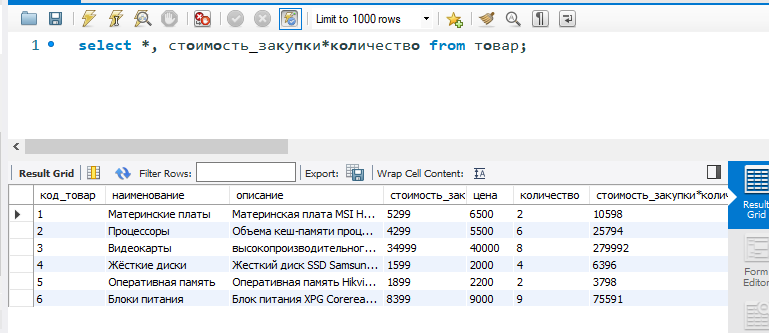 Limit to 1000 rows
1 select *, стоимость_закупки*количество from товар;
Result Grid Filter Rows: Export: Wrap Cell Content: IA
код_товар наименование описание стоимость_зак цена количество стоимость_закупки*коли
1 Материнские платы Материнская плата MSI H... 5299 6500 2 10598
2 Процессоры Объема кеш-памяти проц... 4299 5500 6 25794
3 Видеокарты высокопроизводительног... 34999 40000 8 279992
4 Жёсткие диски Жесткий диск SSD Samsun... 1599 2000 4 6396
5 Оперативная память Оперативная память Hikvi... 1899 2200 2 3798
6 Блоки питания Блок питания XPG Corerea... 8399 9000 9 75591
Result
Grid
Form
Editor